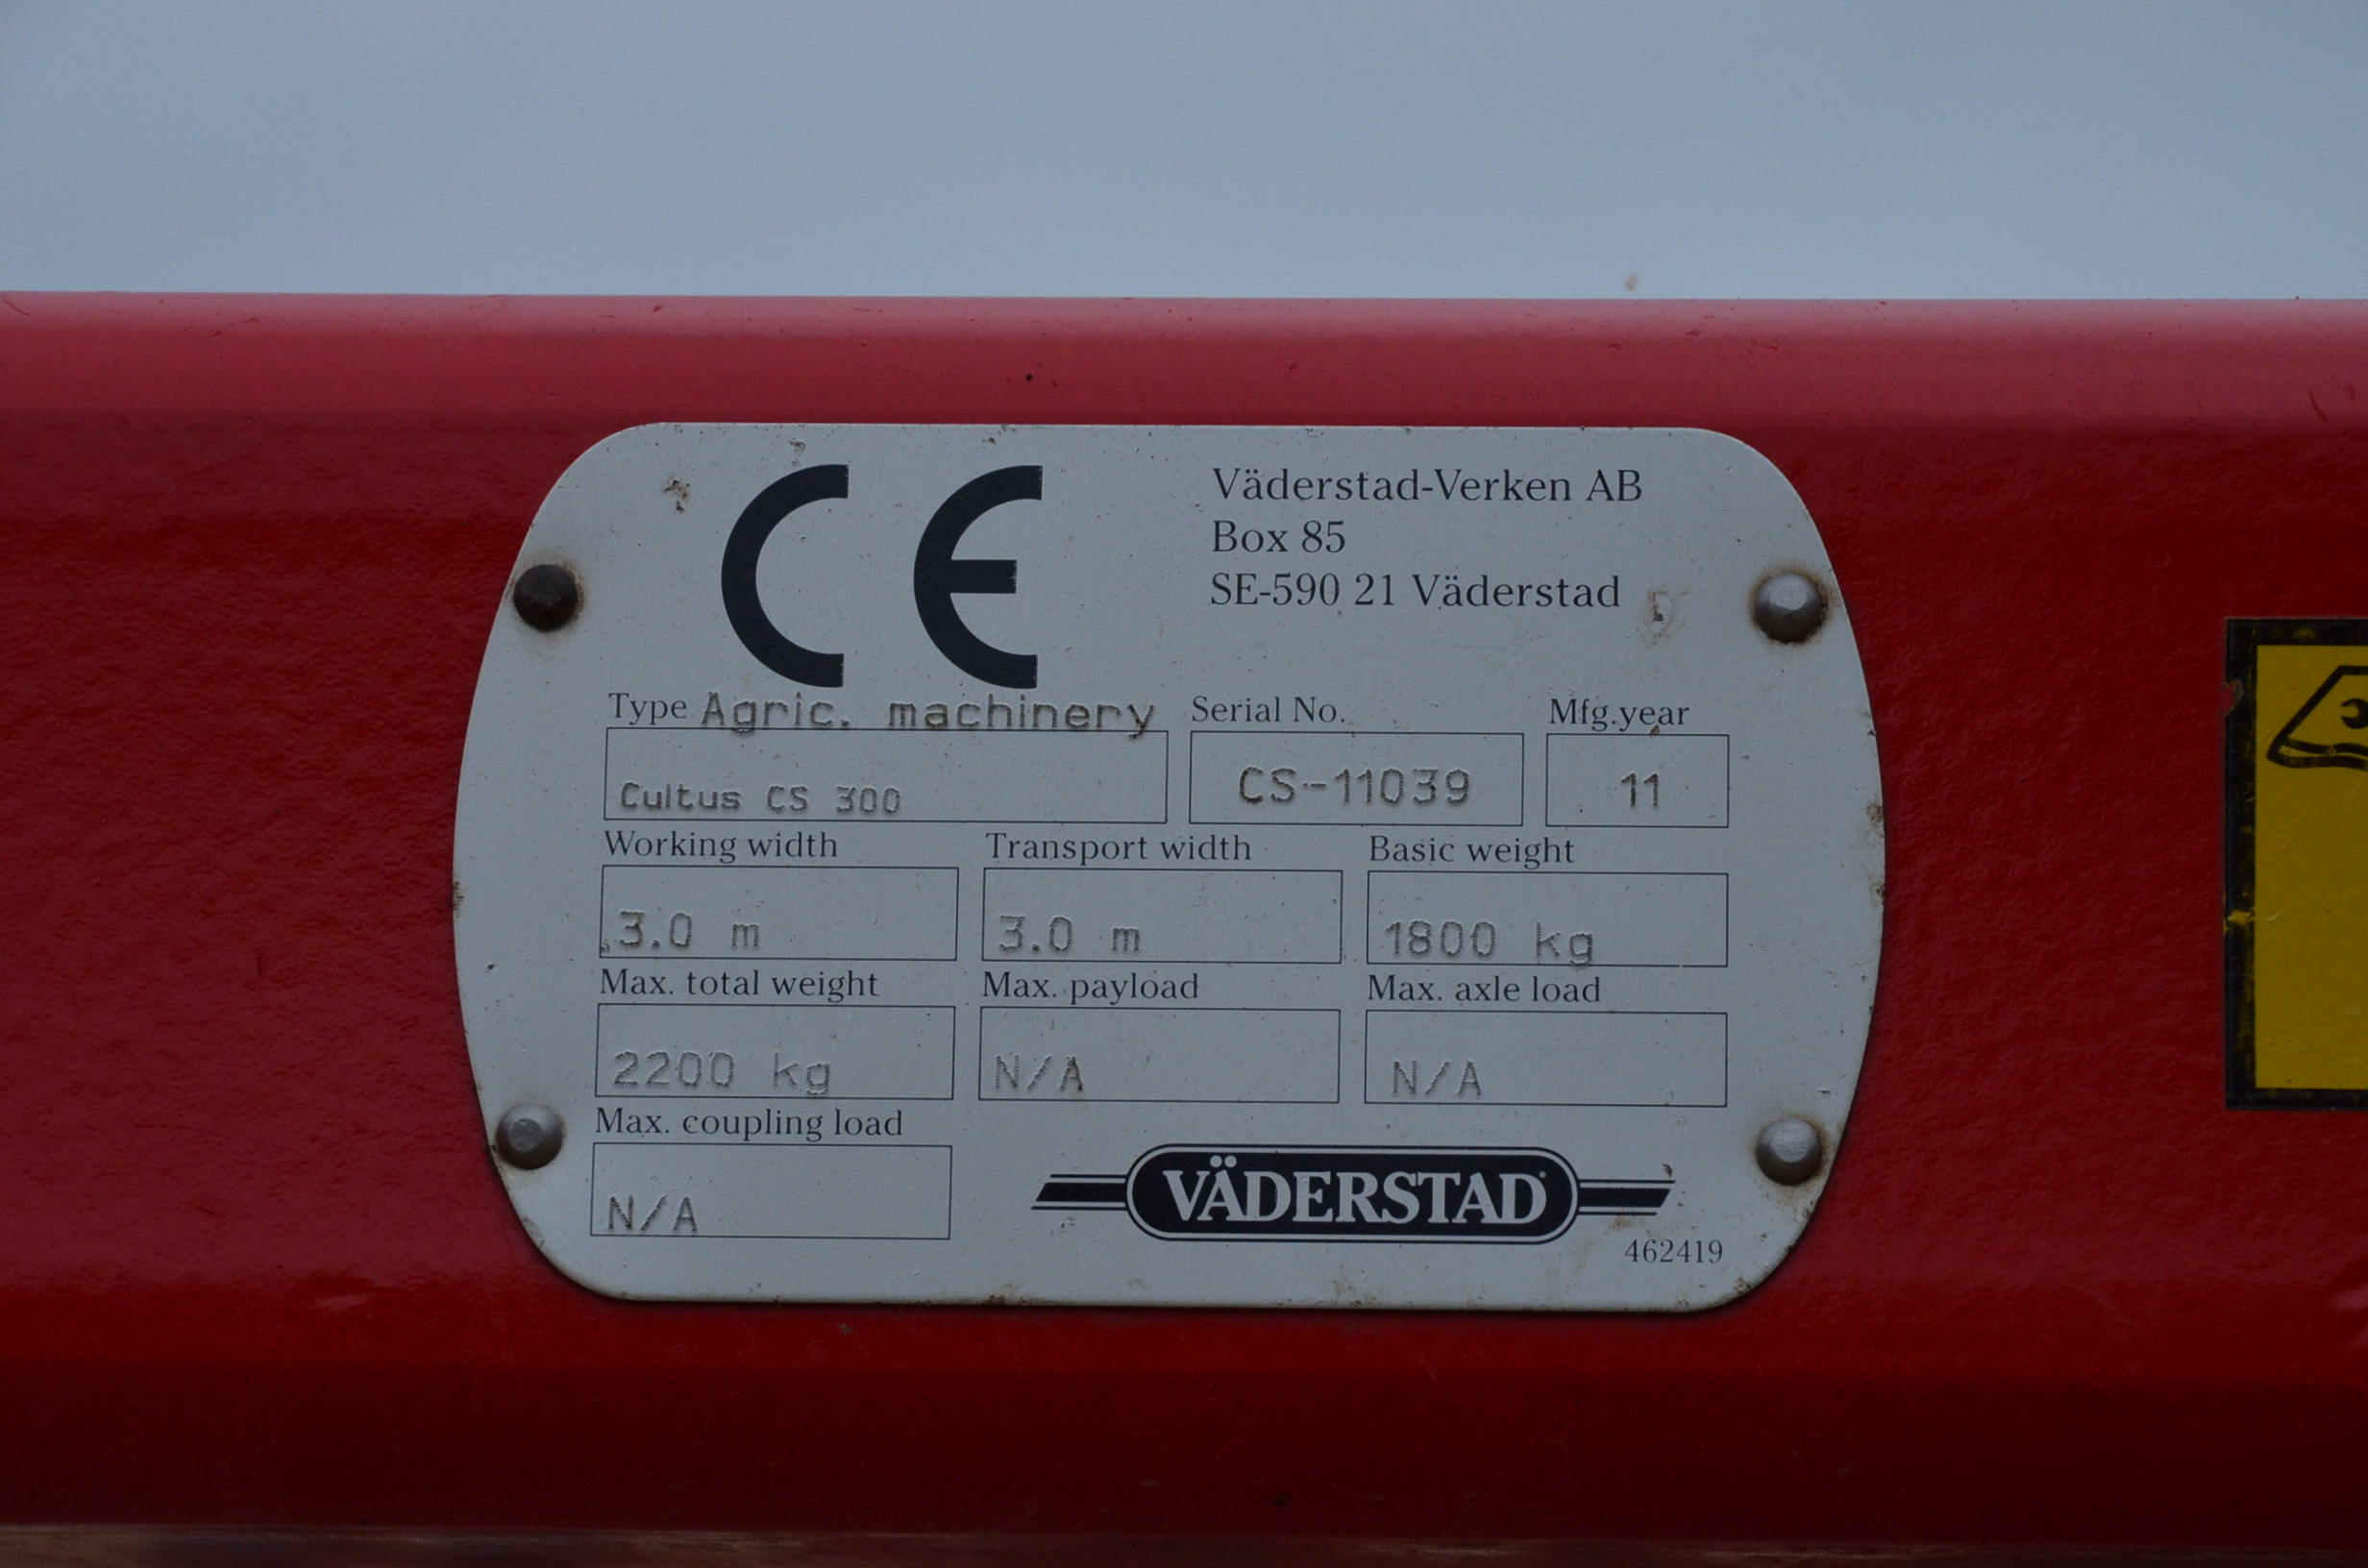 CE
Väderstad-Verken AB
Box 85
SE-590 21 Väderstad
Type Agric. machinery Serial No. Mfg.year
Cultus CS 300 CS-11039 11
Working width Transport width Basic weight
3.0 m 3.0 m 1800 kg
Max. total weight Max. payload Max. axle load
2200 kg N/A N/A
Max. coupling load
N/A
VÄDERSTAD
462419